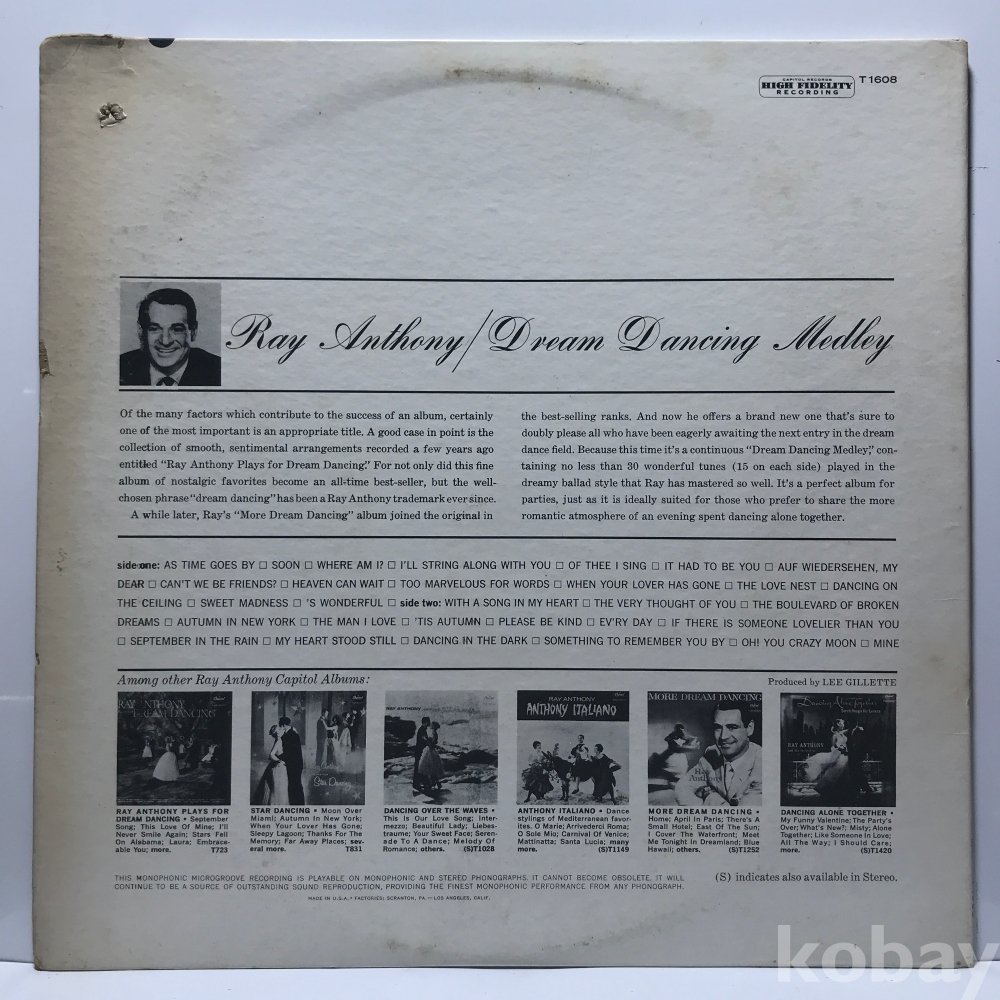 CAPITOL RECORDS
HIGH FIDELITY
RECORDING
T1608
Ray Anthony/Dream Dancing Medley
Of the many factors which contribute to the success of an album, certainly
one of the most important is an appropriate title. A good case in point is the
collection of smooth, sentimental arrangements recorded a few years ago
entitled "Ray Anthony Plays for Dream Dancing." For not only did this fine
album of nostalgic favorites become an all-time best-seller, but the well-
chosen phrase "dream dancing" has been a Ray Anthony trademark ever since.
A while later, Ray's "More Dream Dancing" album joined the original in
the best-selling ranks. And now he offers a brand new one that's sure to
doubly please all who have been eagerly awaiting the next entry in the dream
dance field. Because this time it's a continuous "Dream Dancing Medley," con-
taining no less than 30 wonderful tunes (15 on each side) played in the
dreamy ballad style that Ray has mastered so well. It's a perfect album for
parties, just as it is ideally suited for those who prefer to share the more
romantic atmosphere of an evening spent dancing alone together.
side one: AS TIME GOES BY □ SOON □ WHERE AM I? □ I'LL STRING ALONG WITH YOU □ OF THEE I SING □ IT HAD TO BE YOU □ AUF WIEDERSEHEN, MY
DEAR □ CAN'T WE BE FRIENDS? □ HEAVEN CAN WAIT □ TOO MARVELOUS FOR WORDS □ WHEN YOUR LOVER HAS GONE □ THE LOVE NEST □ DANCING ON
THE CEILING □ SWEET MADNESS □ 'S WONDERFUL □ side two: WITH A SONG IN MY HEART □ THE VERY THOUGHT OF YOU □ THE BOULEVARD OF BROKEN
DREAMS □ AUTUMN IN NEW YORK □ THE MAN I LOVE □ 'TIS AUTUMN □ PLEASE BE KIND □ EV'RY DAY □ IF THERE IS SOMEONE LOVELIER THAN YOU
□ SEPTEMBER IN THE RAIN □ MY HEART STOOD STILL □ DANCING IN THE DARK □ SOMETHING TO REMEMBER YOU BY □ OH! YOU CRAZY MOON □ MINE
Among other Ray Anthony Capitol Albums:
Produced by LEE GILLETTE
RAY ANTHONY
DREAM DANCING
Star Dancing
RAY ANTHONY
RAY ANTHONY
ANTHONY ITALIANO
MORE DREAM DANCING
Ray
Anthony
Dancing Alone Together
RAY ANTHONY
RAY ANTHONY PLAYS FOR
DREAM DANCING • September
Song; This Love Of Mine; I'll
Never Smile Again; Stars Fell
On Alabama; Laura; Embrace-
able You; more. T723
STAR DANCING • Moon Over
Miami; Autumn In New York;
When Your Lover Has Gone;
Sleepy Lagoon; Thanks For The
Memory; Far Away Places; sev-
eral more. T831
DANCING OVER THE WAVES •
This Is Our Love Song; Inter-
mezzo; Beautiful Lady; Liebes-
traume; Your Sweet Face; Seren-
ade To A Dance; Melody Of
Romance; others. (S)T1028
ANTHONY ITALIANO • Dance
stylings of Mediterranean favor-
ites. O Marie; Arrivederci Roma;
O Sole Mio; Carnival Of Venice;
Mattinatta; Santa Lucia; many
more. (S)T1149
MORE DREAM DANCING •
Home; April In Paris; There's A
Small Hotel; East Of The Sun;
I Cover The Waterfront; Meet
Me Tonight In Dreamland; Blue
Hawaii; others. (S)T1252
DANCING ALONE TOGETHER •
My Funny Valentine; The Party's
Over; What's New?; Misty; Alone
Together; Like Someone In Love;
All The Way; I Should Care;
more. (S)T1420
THIS MONOPHONIC MICROGROOVE RECORDING IS PLAYABLE ON MONOPHONIC AND STEREO PHONOGRAPHS. IT CANNOT BECOME OBSOLETE. IT WILL
CONTINUE TO BE A SOURCE OF OUTSTANDING SOUND REPRODUCTION, PROVIDING THE FINEST MONOPHONIC PERFORMANCE FROM ANY PHONOGRAPH.
(S) indicates also available in Stereo.
MADE IN U.S.A. • FACTORIES: SCRANTON, PA. — LOS ANGELES, CALIF.
kobay